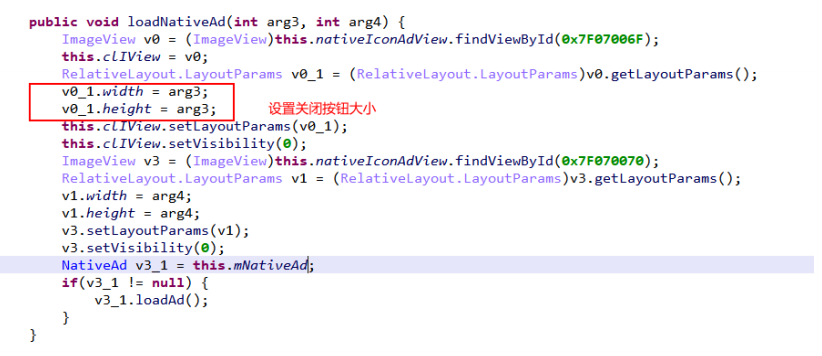 public void loadNativeAd(int arg3, int arg4) {
ImageView v0 = (ImageView)this.nativeIconAdView.findViewById(0x7F07006F);
this.clIView = v0;
RelativeLayout.LayoutParams v0_1 = (RelativeLayout.LayoutParams)v0.getLayoutParams();
v0_1.width = arg3;
v0_1.height = arg3; 设置关闭按钮大小
this.clIView.setLayoutParams(v0_1);
this.clIView.setVisibility(0);
ImageView v3 = (ImageView)this.nativeIconAdView.findViewById(0x7F070070);
RelativeLayout.LayoutParams v1 = (RelativeLayout.LayoutParams)v3.getLayoutParams();
v1.width = arg4;
v1.height = arg4;
v3.setLayoutParams(v1);
v3.setVisibility(0);
NativeAd v3_1 = this.mNativeAd;
if(v3_1 != null) {
v3_1.loadAd();
}
}